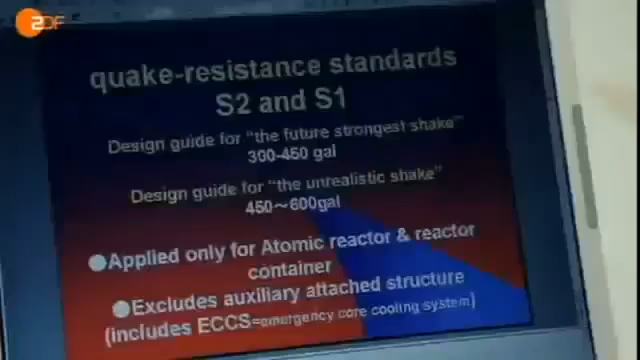 ZDF
quake-resistance standards
S2 and S1
Design guide for "the future strongest shake"
300-450 gal
Design guide for "the unrealistic shake"
450～600gal
●Applied only for Atomic reactor & reactor
container
●Excludes auxiliary attached structure
(includes ECCS=emergency core cooling system)